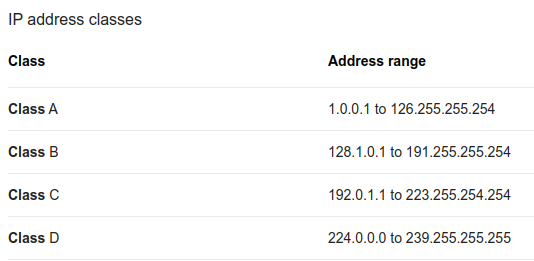 IP address classes
Class Address range
Class A 1.0.0.1 to 126.255.255.254
Class B 128.1.0.1 to 191.255.255.254
Class C 192.0.1.1 to 223.255.254.254
Class D 224.0.0.0 to 239.255.255.255